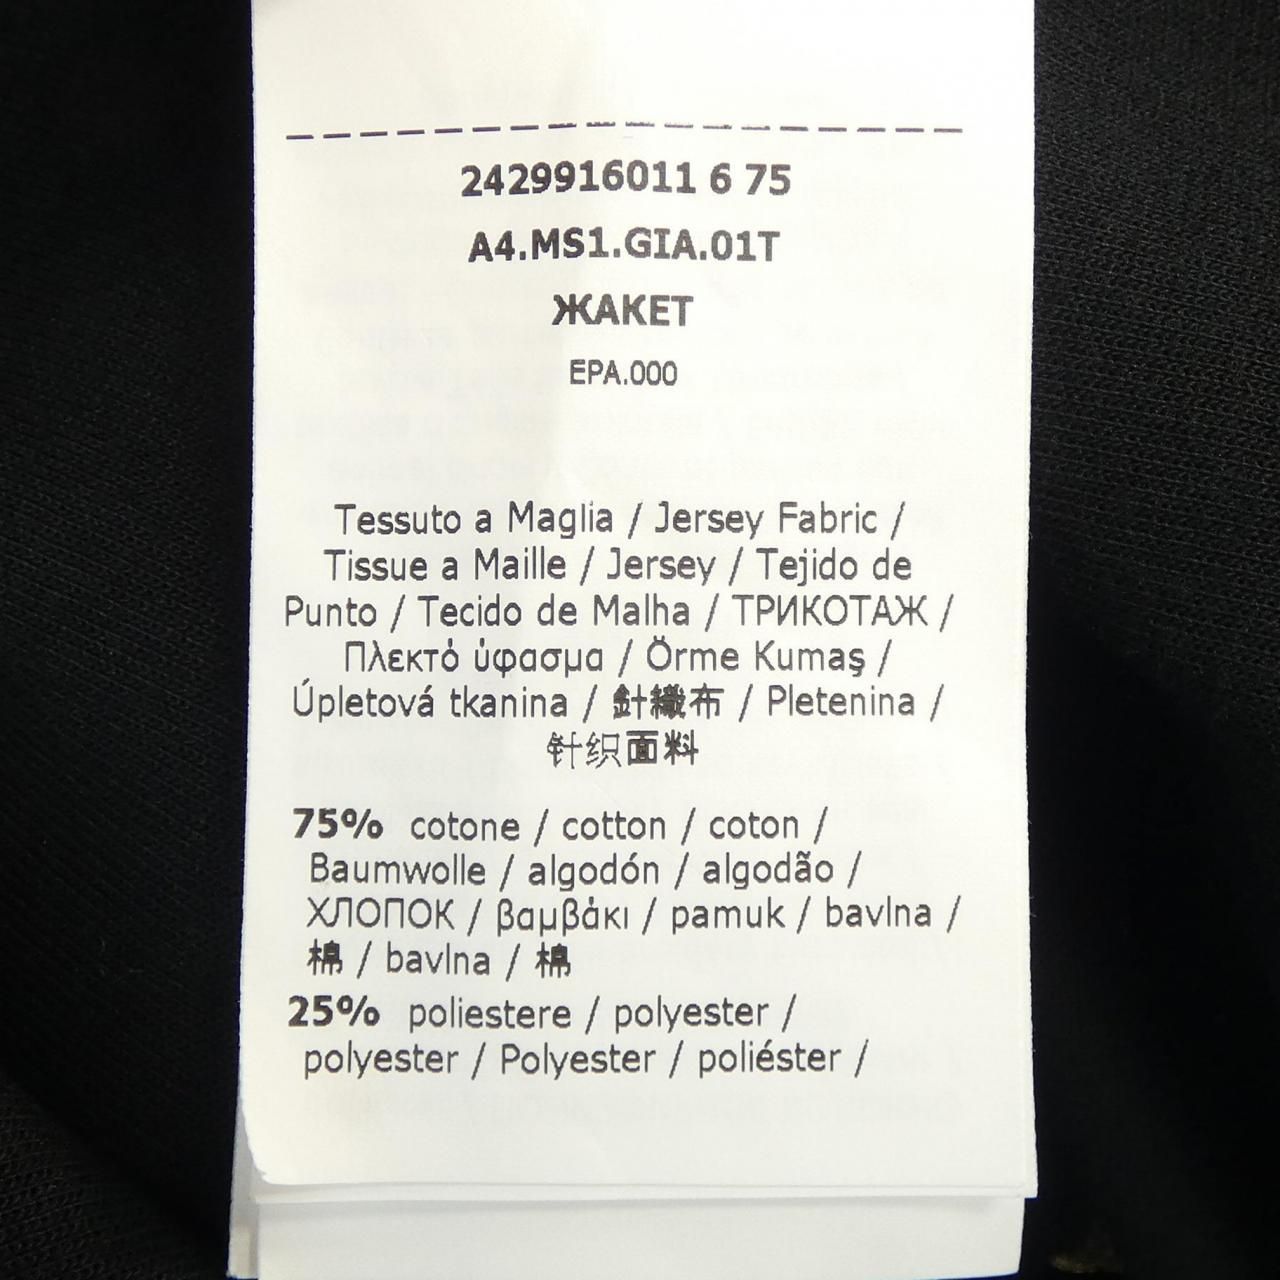 2429916011 6 75
A4.MS1.GIA.01T
ЖАКЕТ
EPA.000
Tessuto a Maglia / Jersey Fabric /
Tissue a Maille / Jersey / Tejido de
Punto / Tecido de Malha / ТРИКОТАЖ /
Πλεκτό ύφασμα / Örme Kumaş /
Úpletová tkanina / 針織布 / Pletenina /
针织面料
75% cotone / cotton / coton /
Baumwolle / algodón / algodão /
ХЛОПОК / βαμβάκι / pamuk / bavlna /
棉 / bavlna / 棉
25% poliestere / polyester /
polyester / Polyester / poliéster /